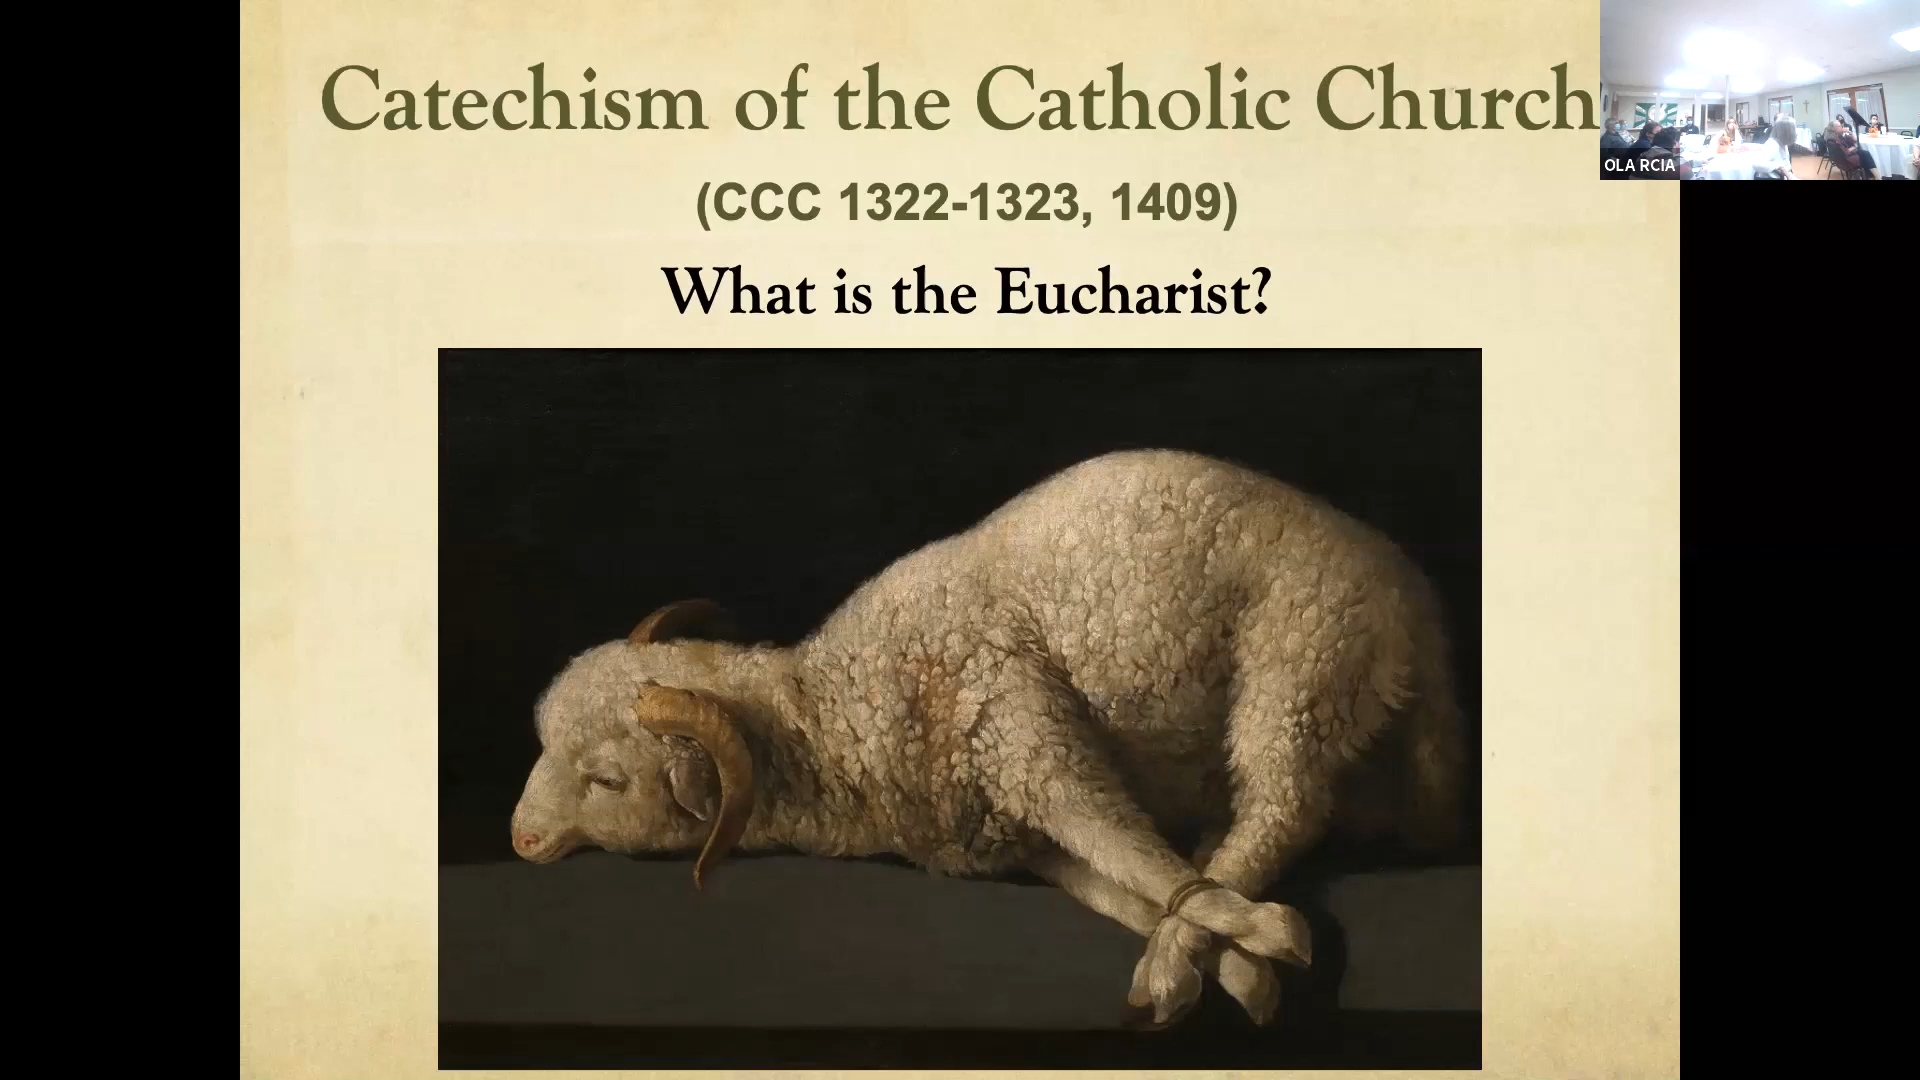 Catechism of the Catholic Church
(CCC 1322-1323, 1409)
What is the Eucharist?
OLA RCIA